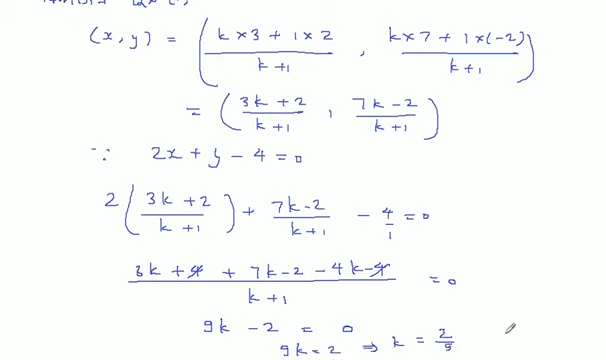 (x, y) = ( (k×3 + 1×2)/(k+1) , (k×7 + 1×(-2))/(k+1) )
= ( (3k+2)/(k+1) , (7k-2)/(k+1) )
∵ 2x + y - 4 = 0
2 ( (3k+2)/(k+1) ) + (7k-2)/(k+1) - 4/1 = 0
(6k + 4 + 7k - 2 - 4k - 4)/(k+1) = 0
9k - 2 = 0
9k = 2 ⇒ k = 2/9